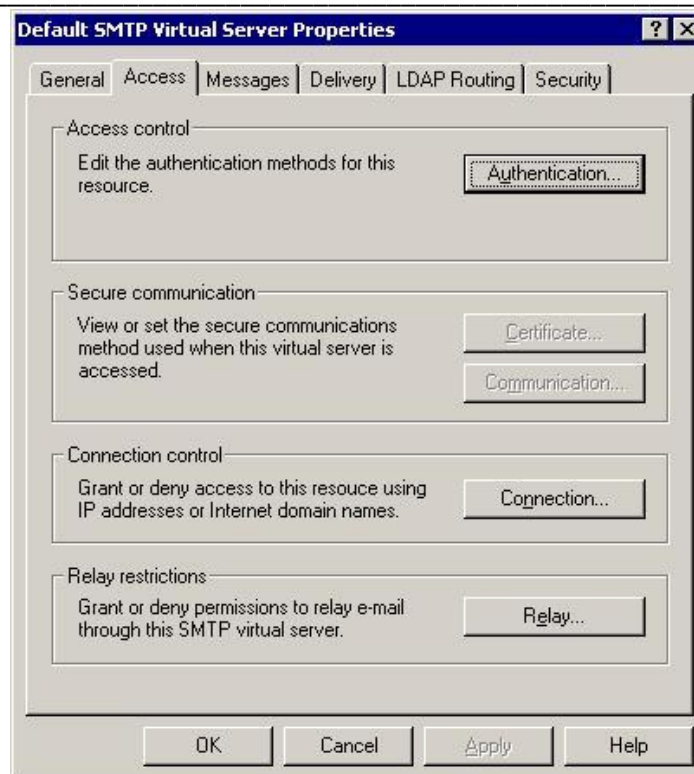 Default SMTP Virtual Server Properties
General Access Messages Delivery LDAP Routing Security
Access control
Edit the authentication methods for this
resource.
Authentication...
Secure communication
View or set the secure communications
method used when this virtual server is
accessed.
Certificate...
Communication...
Connection control
Grant or deny access to this resouce using
IP addresses or Internet domain names.
Connection...
Relay restrictions
Grant or deny permissions to relay e-mail
through this SMTP virtual server.
Relay...
OK Cancel Apply Help